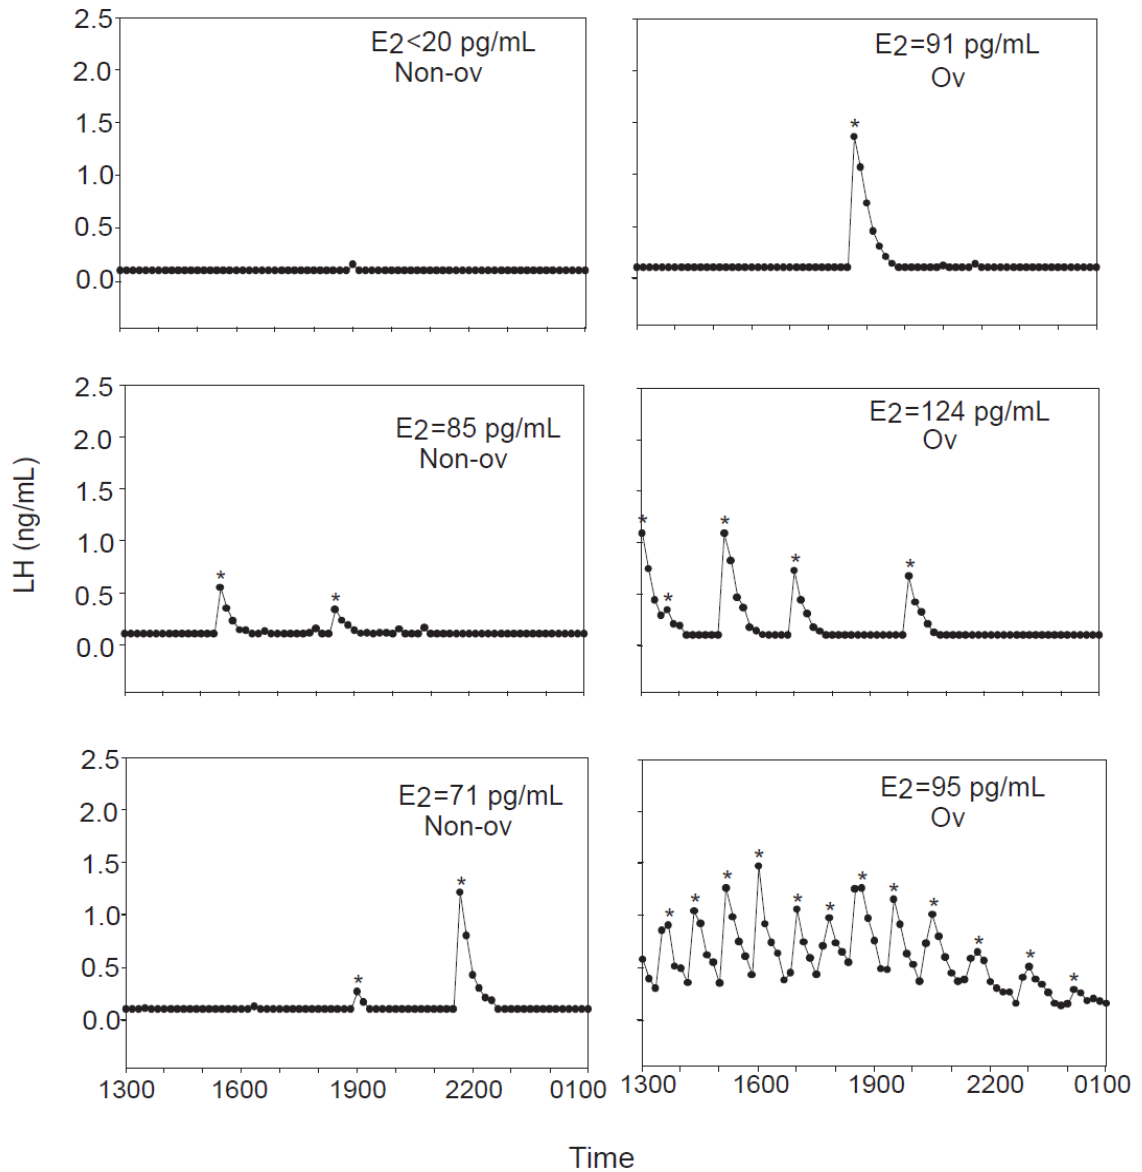 2.5
2.0
1.5
1.0
0.5
0.0
E2<20 pg/mL
Non-ov
E2=91 pg/mL
Ov
*
2.5
2.0
1.5
1.0
0.5
0.0
E2=85 pg/mL
Non-ov
* *
E2=124 pg/mL
Ov
* * * * *
LH (ng/mL)
2.5
2.0
1.5
1.0
0.5
0.0
E2=71 pg/mL
Non-ov
* *
1300 1600 1900 2200 0100
E2=95 pg/mL
Ov
* * * * * * * * * * * *
1300 1600 1900 2200 0100
Time